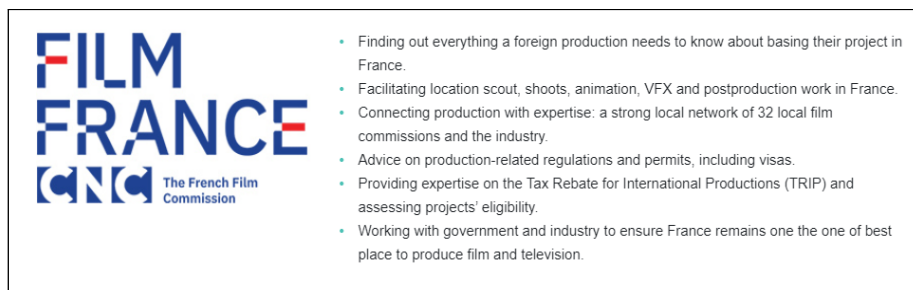 FILM
FRANCE
CNC The French Film
Commission
• Finding out everything a foreign production needs to know about basing their project in
France.
• Facilitating location scout, shoots, animation, VFX and postproduction work in France.
• Connecting production with expertise: a strong local network of 32 local film
commissions and the industry.
• Advice on production-related regulations and permits, including visas.
• Providing expertise on the Tax Rebate for International Productions (TRIP) and
assessing projects’ eligibility.
• Working with government and industry to ensure France remains one the one of best
place to produce film and television.